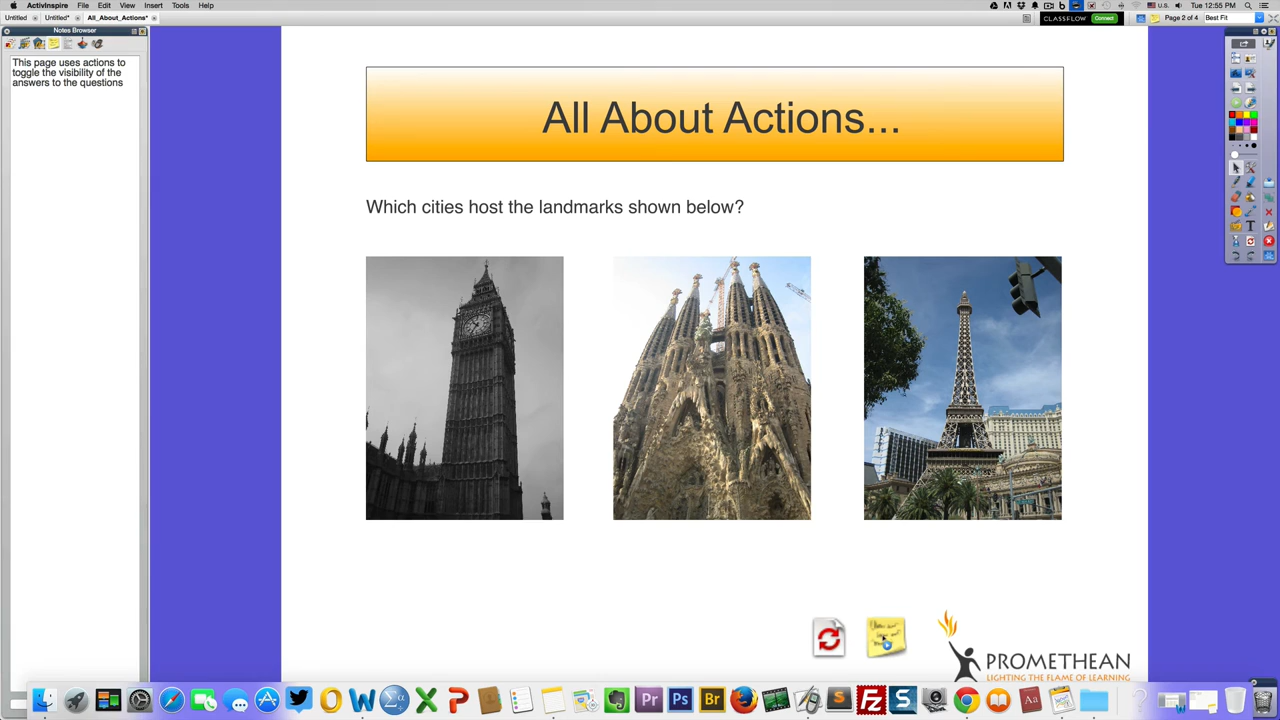 ActivInspire File Edit View Insert Tools Help
U.S. Tue 12:55 PM
Untitled Untitled* All_About_Actions*
CLASSFLOW Connect Page 2 of 4 Best Fit
Notes Browser
This page uses actions to
toggle the visibility of the
answers to the questions
All About Actions...
Which cities host the landmarks shown below?
PROMETHEAN
LIGHTING THE FLAME OF LEARNING